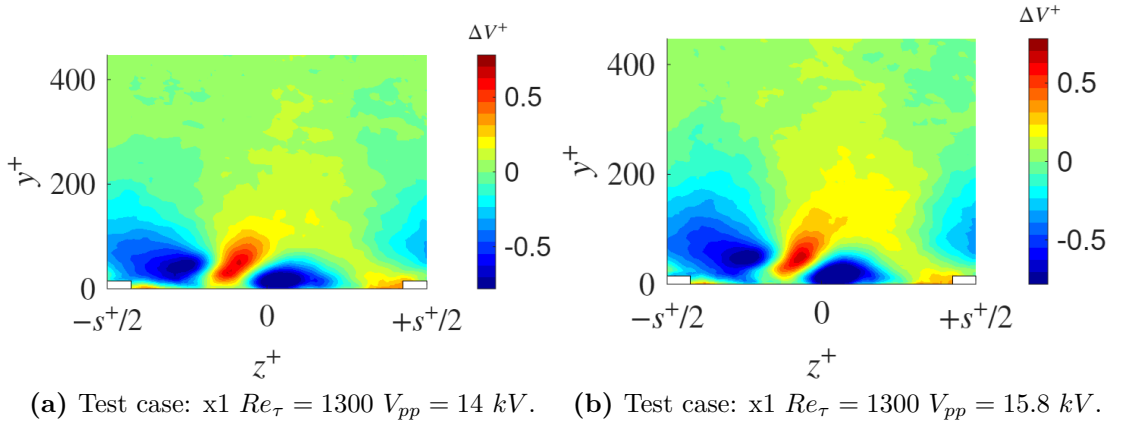 ΔV⁺
400
200
0
y⁺
−s⁺/2
0
+s⁺/2
z⁺
0.5
0
-0.5
ΔV⁺
400
200
0
y⁺
−s⁺/2
0
+s⁺/2
z⁺
0.5
0
-0.5
(a) Test case: x1 Re_τ = 1300 V_pp = 14 kV.
(b) Test case: x1 Re_τ = 1300 V_pp = 15.8 kV.